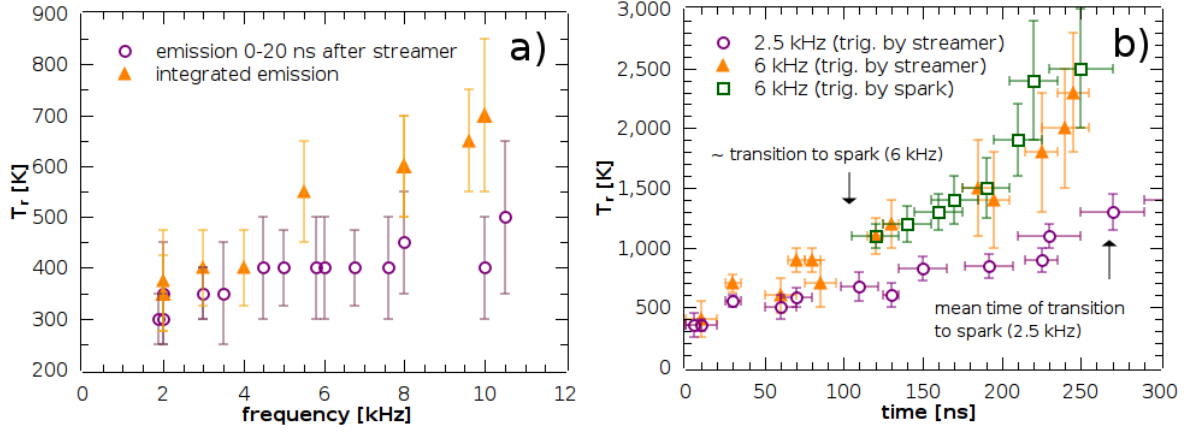 900
800
700
600
500
400
300
200
T_r [K]
a)
emission 0-20 ns after streamer
integrated emission
0
2
4
6
8
10
12
frequency [kHz]
3,000
2,500
2,000
1,500
1,000
500
0
T_r [K]
b)
2.5 kHz (trig. by streamer)
6 kHz (trig. by streamer)
6 kHz (trig. by spark)
~ transition to spark (6 kHz)
mean time of transition
to spark (2.5 kHz)
0
50
100
150
200
250
300
time [ns]